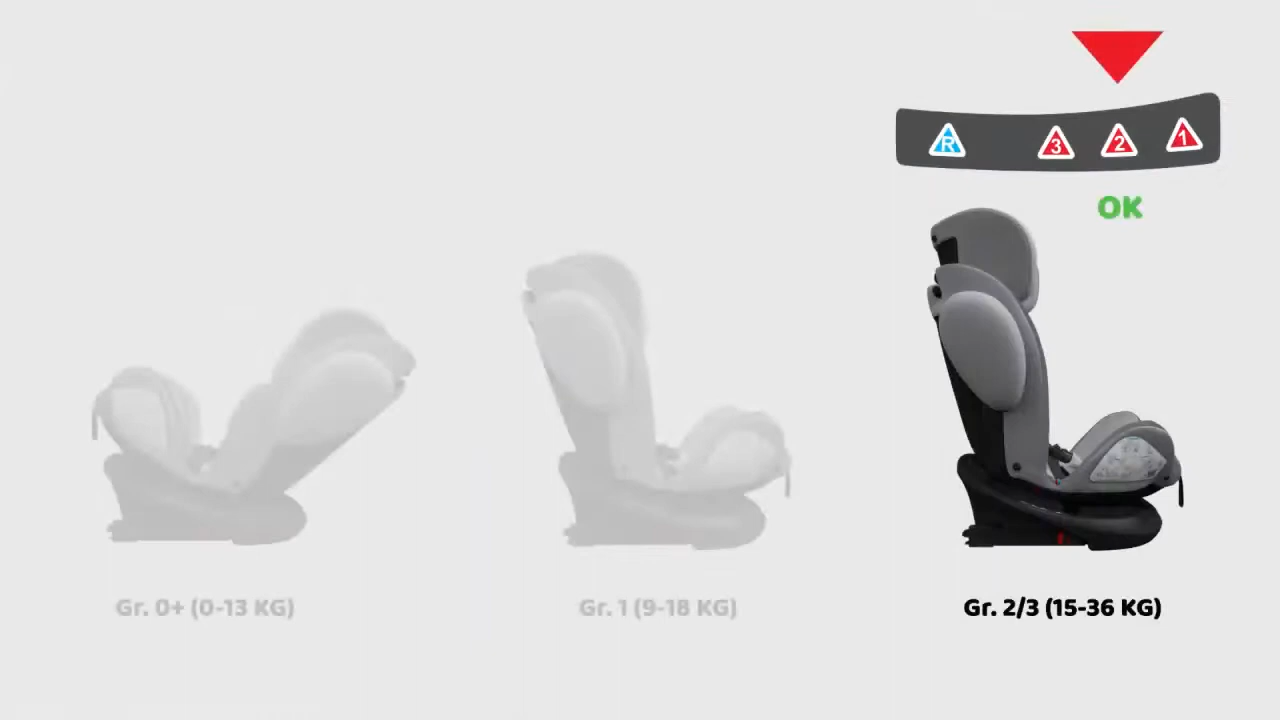 R 3 2 1
OK
Gr. 0+ (0-13 KG)
Gr. 1 (9-18 KG)
Gr. 2/3 (15-36 KG)